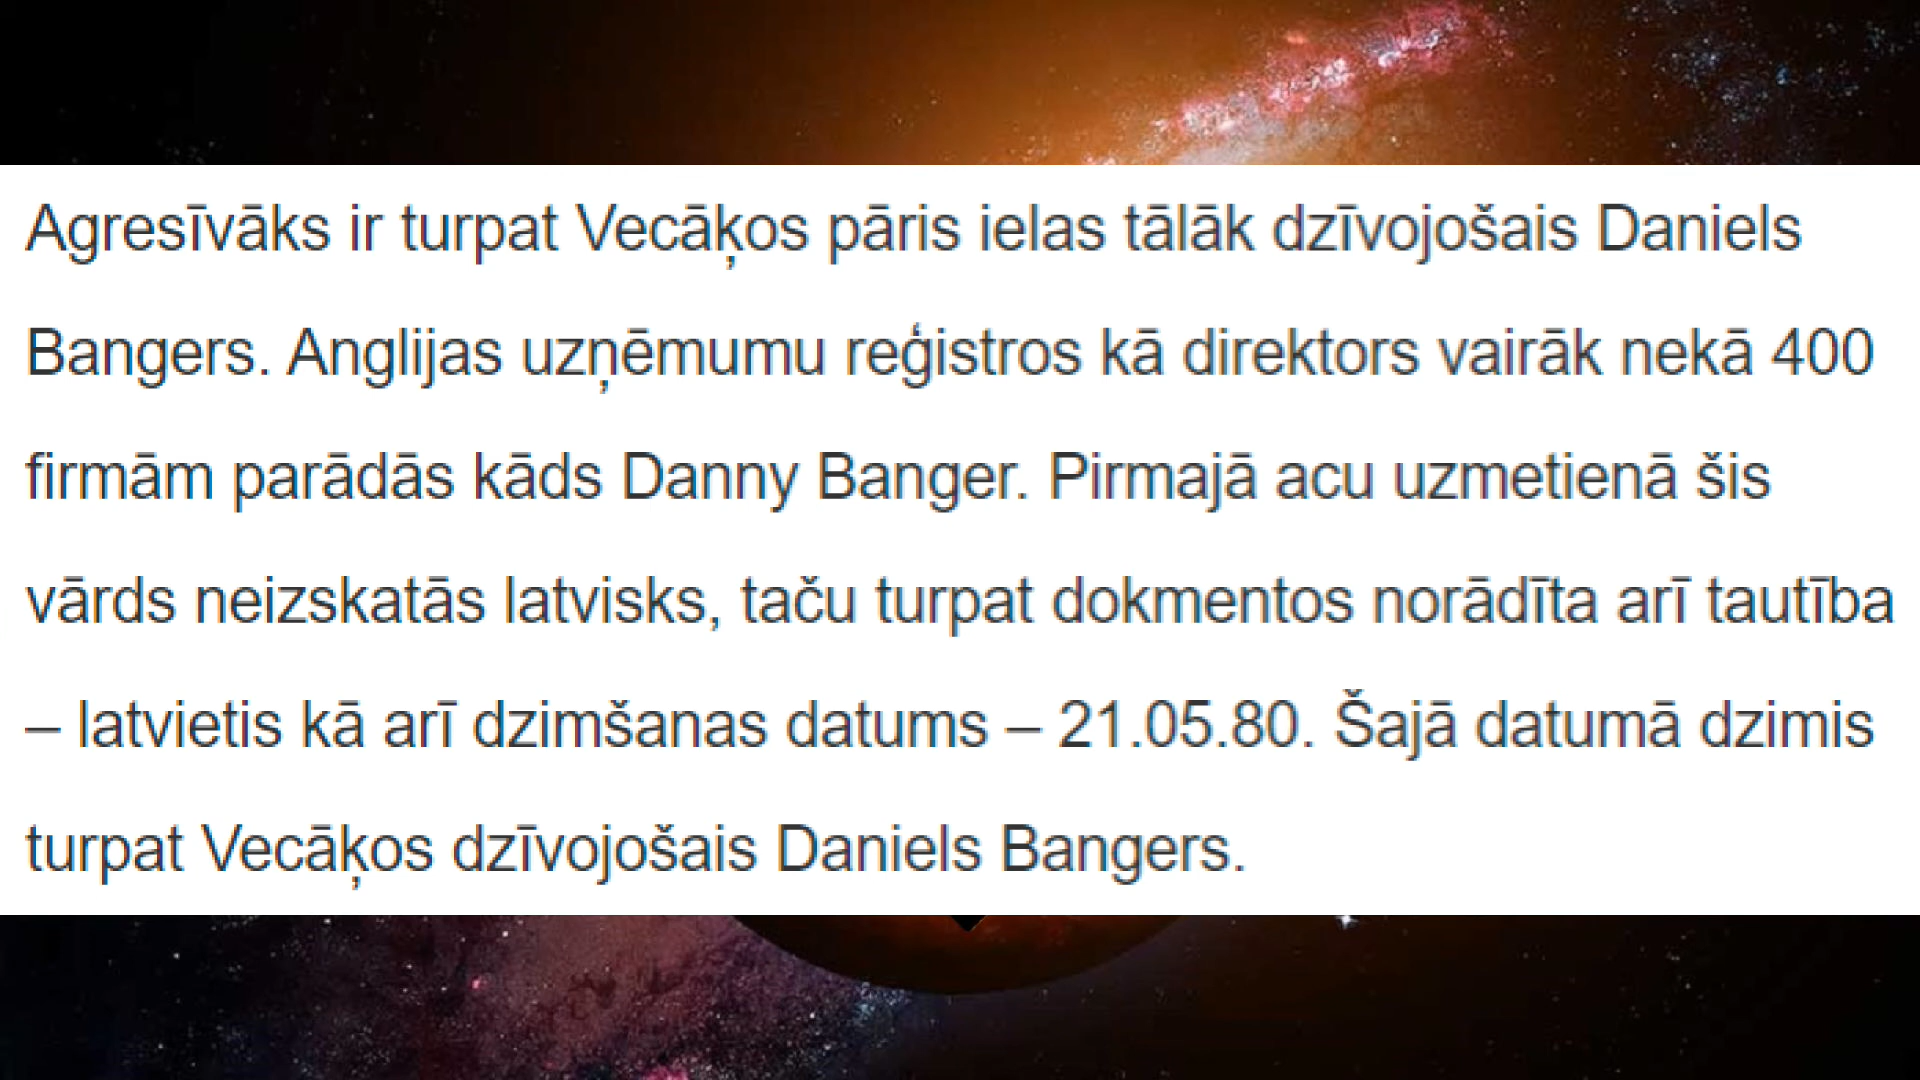 Agresīvāks ir turpat Vecāķos pāris ielas tālāk dzīvojošais Daniels
Bangers. Anglijas uzņēmumu reģistros kā direktors vairāk nekā 400
firmām parādās kāds Danny Banger. Pirmajā acu uzmetienā šis
vārds neizskatās latvisks, taču turpat dokmentos norādīta arī tautība
– latvietis kā arī dzimšanas datums – 21.05.80. Šajā datumā dzimis
turpat Vecāķos dzīvojošais Daniels Bangers.